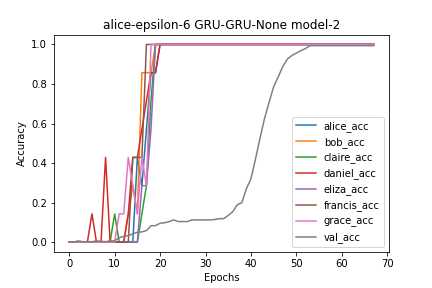 alice-epsilon-6 GRU-GRU-None model-2
Accuracy
1.0
0.8
0.6
0.4
0.2
0.0
0
10
20
30
40
50
60
70
Epochs
alice_acc
bob_acc
claire_acc
daniel_acc
eliza_acc
francis_acc
grace_acc
val_acc